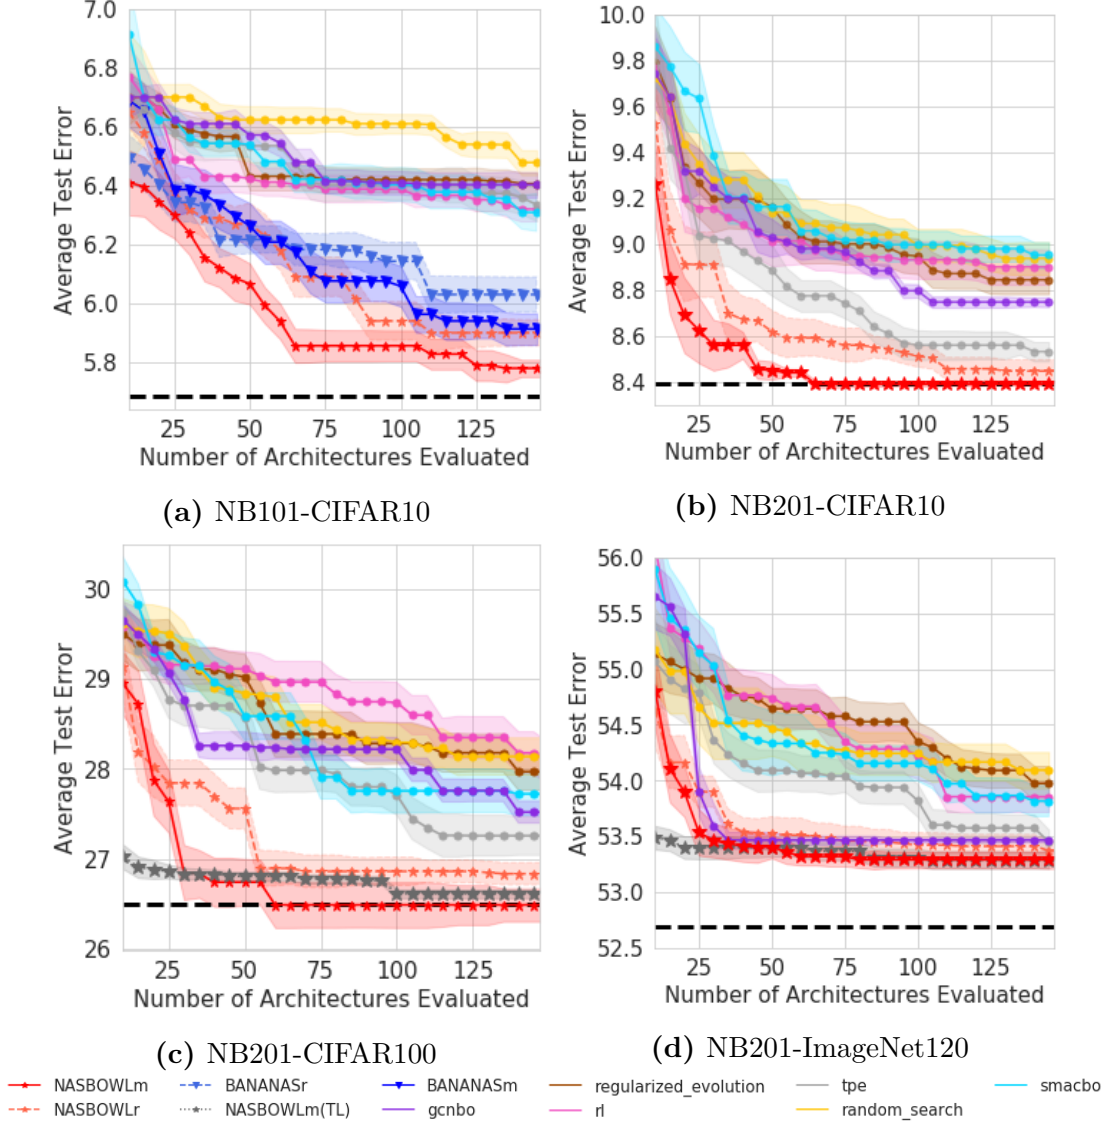 7.0
6.8
6.6
6.4
6.2
6.0
5.8
Average Test Error
25 50 75 100 125
Number of Architectures Evaluated
(a) NB101-CIFAR10
10.0
9.8
9.6
9.4
9.2
9.0
8.8
8.6
8.4
Average Test Error
25 50 75 100 125
Number of Architectures Evaluated
(b) NB201-CIFAR10
30
29
28
27
26
Average Test Error
25 50 75 100 125
Number of Architectures Evaluated
(c) NB201-CIFAR100
56.0
55.5
55.0
54.5
54.0
53.5
53.0
52.5
Average Test Error
25 50 75 100 125
Number of Architectures Evaluated
(d) NB201-ImageNet120
NASBOWLm BANANASr BANANASm regularized_evolution tpe smacbo
NASBOWLr NASBOWLm(TL) gcnbo rl random_search